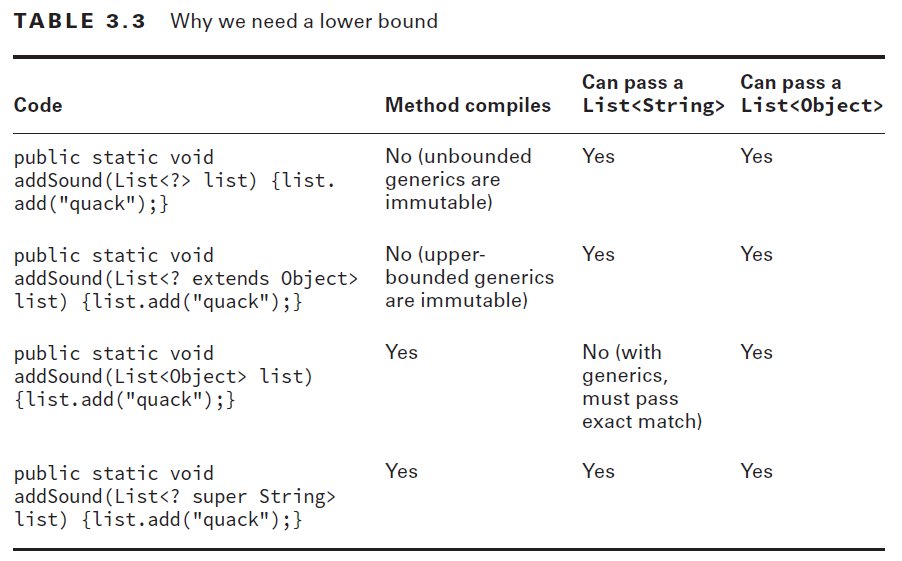 TABLE 3.3 Why we need a lower bound
Code
Method compiles
Can pass a
List<String>
Can pass a
List<Object>
public static void
addSound(List<?> list) {list.
add("quack");}
No (unbounded
generics are
immutable)
Yes
Yes
public static void
addSound(List<? extends Object>
list) {list.add("quack");}
No (upper-
bounded generics
are immutable)
Yes
Yes
public static void
addSound(List<Object> list)
{list.add("quack");}
Yes
No (with
generics,
must pass
exact match)
Yes
public static void
addSound(List<? super String>
list) {list.add("quack");}
Yes
Yes
Yes